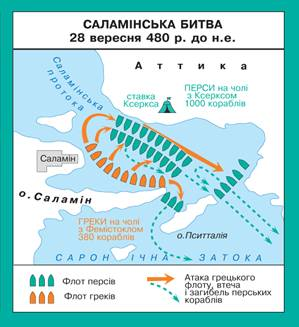 САЛАМІНСЬКА БИТВА
28 вересня 480 р. до н.е.
Аттика
Саламінська
протока
ставка
Ксеркса
ПЕРСИ на чолі
з Ксерксом
1000 кораблів
Саламін
о.Саламін
ГРЕКИ на чолі
з Фемістоклом
380 кораблів
о.Пситталія
САРОНІЧНА ЗАТОКА
Флот персів
Флот греків
Атака грецького
флоту, втеча
і загибель перських
кораблів